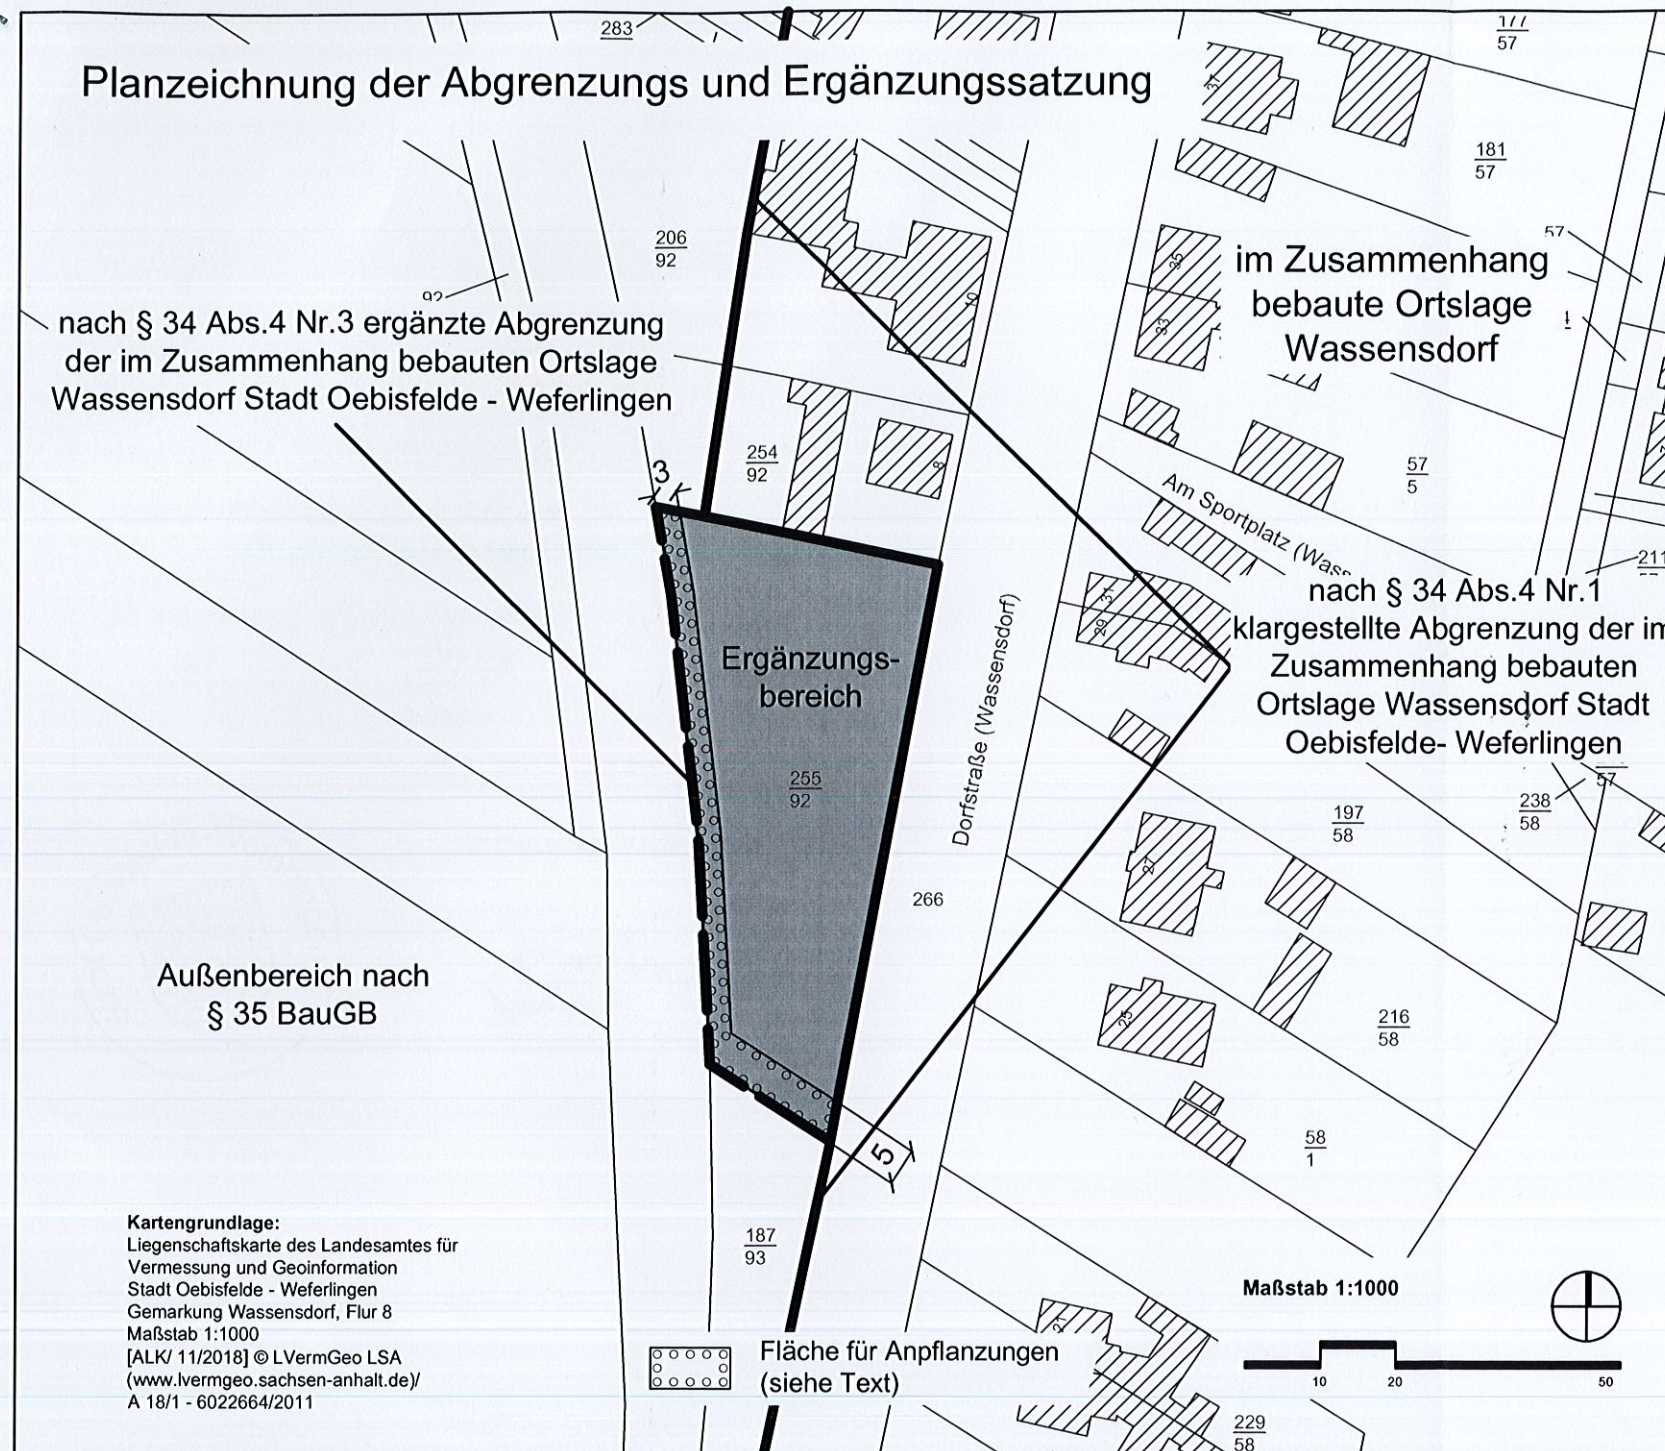 283
177
57
Planzeichnung der Abgrenzungs und Ergänzungssatzung
37
181
57
206
92
57
92
im Zusammenhang
bebaute Ortslage
Wassensdorf
35
33
10
nach § 34 Abs.4 Nr.3 ergänzte Abgrenzung
der im Zusammenhang bebauten Ortslage
Wassensdorf Stadt Oebisfelde - Weferlingen
254
92
8
57
5
3
Am Sportplatz (Wass
211
31
29
nach § 34 Abs.4 Nr.1
klargestellte Abgrenzung der im
Zusammenhang bebauten
Ortslage Wassensdorf Stadt
Oebisfelde- Weferlingen
Ergänzungs-
bereich
255
92
Dorfstraße (Wassensdorf)
57
238
58
197
58
27
266
Außenbereich nach
§ 35 BauGB
25
216
58
5
58
1
187
93
Kartengrundlage:
Liegenschaftskarte des Landesamtes für
Vermessung und Geoinformation
Stadt Oebisfelde - Weferlingen
Gemarkung Wassensdorf, Flur 8
Maßstab 1:1000
[ALK/ 11/2018] © LVermGeo LSA
(www.lvermgeo.sachsen-anhalt.de)/
A 18/1 - 6022664/2011
Fläche für Anpflanzungen
(siehe Text)
21
229
58
Maßstab 1:1000
10 20 50